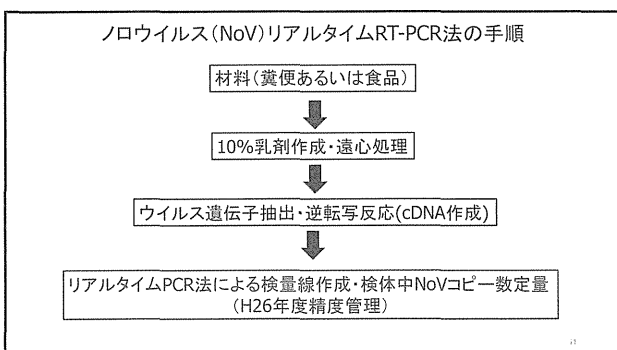 ノロウイルス(NoV)リアルタイムRT-PCR法の手順
材料(糞便あるいは食品)
10%乳剤作成・遠心処理
ウイルス遺伝子抽出・逆転写反応(cDNA作成)
リアルタイムPCR法による検量線作成・検体中NoVコピー数定量
(H26年度精度管理)